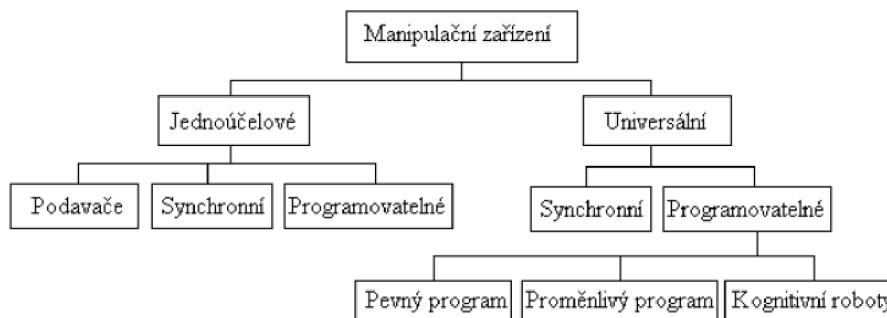 Manipulační zařízení
Jednoúčelové
Universální
Podavače
Synchronní
Programovatelné
Synchronní
Programovatelné
Pevný program
Proměnlivý program
Kognitivní roboty